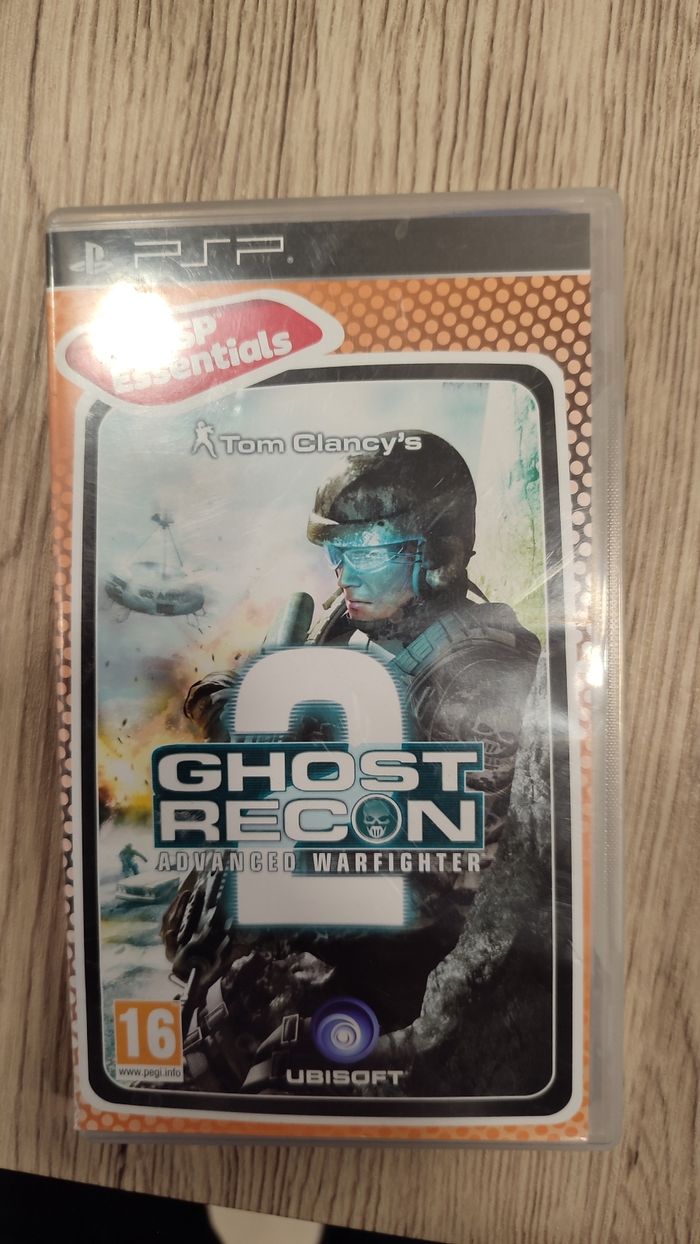 PSP
Essentials
Tom Clancy's
2
GHOST
RECON
ADVANCED WARFIGHTER
16
www.pegi.info
UBISOFT